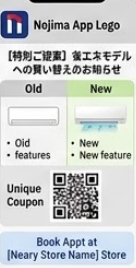 Nojima App Lego
【特別ご提案】省エネモデル
への買い替えのお知らせ
Old
New
• Oid
• features
• New
• New feature
Unique
Coupon
Book Appt at
[Neary Store Name] Store